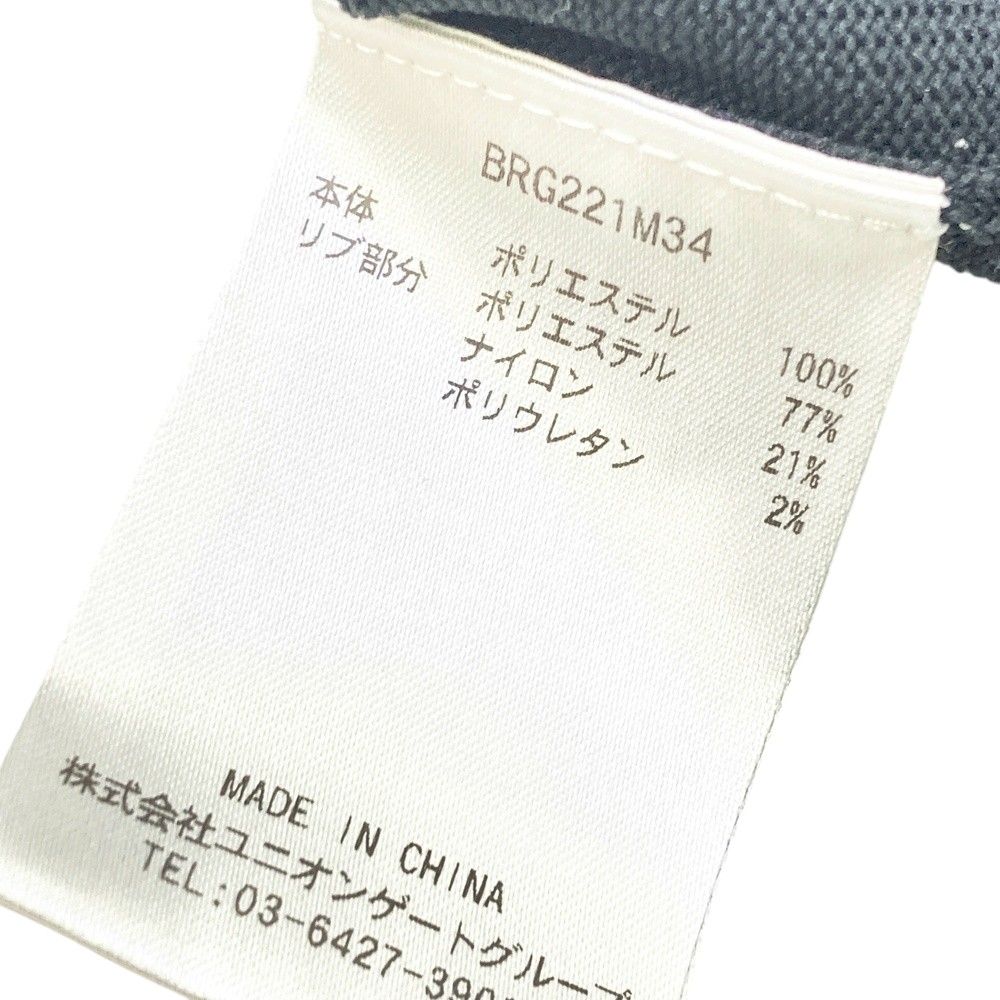 BRG221M34
本体 ポリエステル 100%
リブ部分 ポリエステル 77%
ナイロン 21%
ポリウレタン 2%
MADE IN CHINA
株式会社ユニオンゲートグループ
TEL:03-6427-390